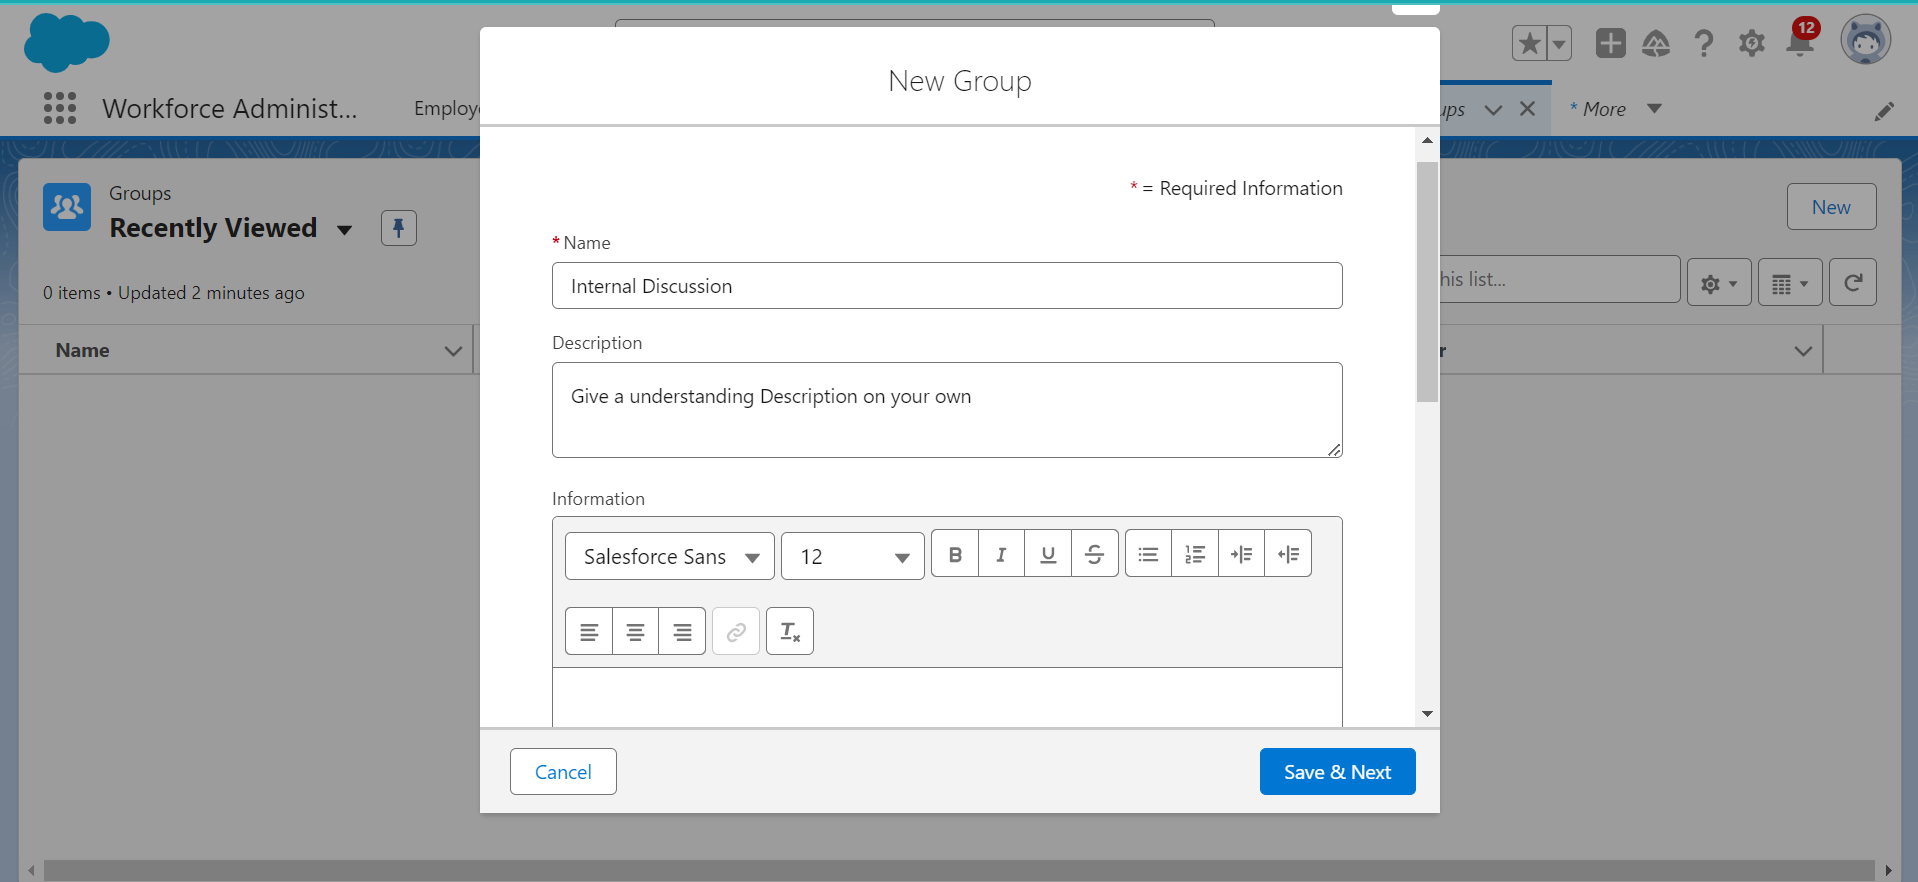 12
Workforce Administ...
Employe
ups
* More
Groups
Recently Viewed
0 items • Updated 2 minutes ago
New
his list...
Name
r
New Group
* = Required Information
* Name
Internal Discussion
Description
Give a understanding Description on your own
Information
Salesforce Sans
12
B I U S
Cancel
Save & Next